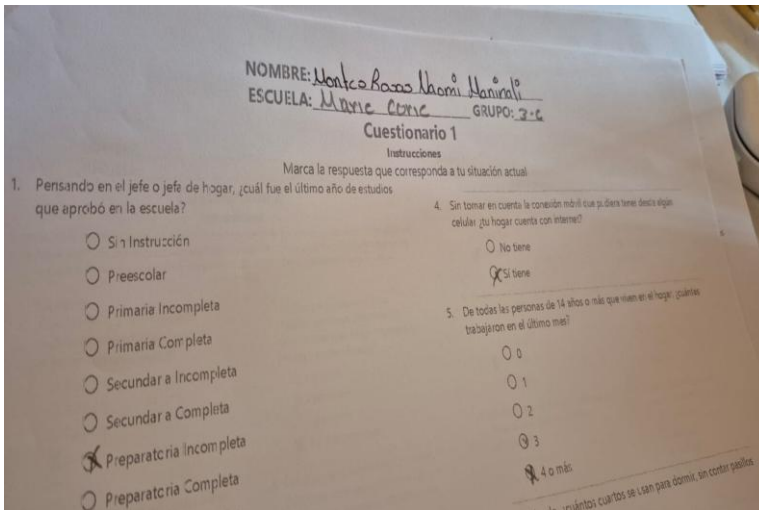 NOMBRE: Naomi
ESCUELA: Marie Curie GRUPO: 3-C
Cuestionario 1
Instrucciones
Marca la respuesta que corresponda a tu situación actual
1. Pensando en el jefe o jefa de hogar, ¿cuál fue el último año de estudios
que aprobó en la escuela?
Sin Instrucción
Preescolar
Primaria Incompleta
Primaria Completa
Secundaria Incompleta
Secundaria Completa
Preparatoria Incompleta
Preparatoria Completa
4. Sin tomar en cuenta la conexión móvil que pudiera tener desde algún
celular ¿tu hogar cuenta con internet?
No tiene
Sí tiene
5. De todas las personas de 14 años o más que viven en el hogar, ¿cuántas
trabajaron en el último mes?
0
1
2
3
4 o más
cuántos cuartos se usan para dormir, sin contar pasillos